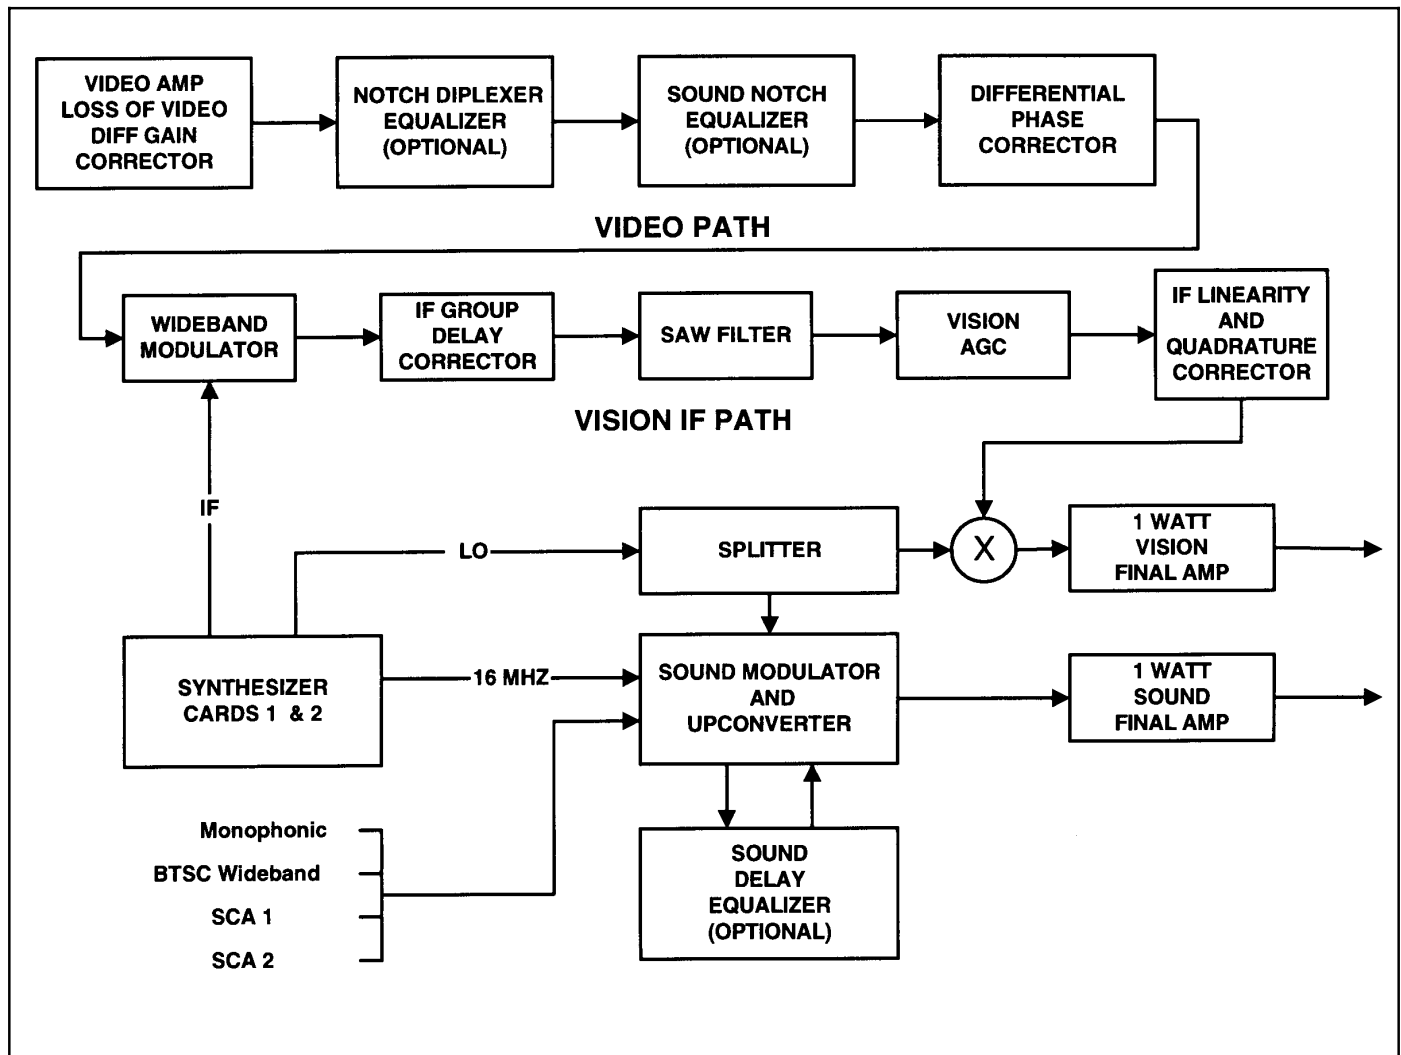 VIDEO AMP
LOSS OF VIDEO
DIFF GAIN
CORRECTOR
NOTCH DIPLEXER
EQUALIZER
(OPTIONAL)
SOUND NOTCH
EQUALIZER
(OPTIONAL)
DIFFERENTIAL
PHASE
CORRECTOR
VIDEO PATH
WIDEBAND
MODULATOR
IF GROUP
DELAY
CORRECTOR
SAW FILTER
VISION
AGC
IF LINEARITY
AND
QUADRATURE
CORRECTOR
VISION IF PATH
IF
LO
SPLITTER
X
1 WATT
VISION
FINAL AMP
SYNTHESIZER
CARDS 1 & 2
16 MHZ
SOUND MODULATOR
AND
UPCONVERTER
1 WATT
SOUND
FINAL AMP
Monophonic
BTSC Wideband
SCA 1
SCA 2
SOUND
DELAY
EQUALIZER
(OPTIONAL)